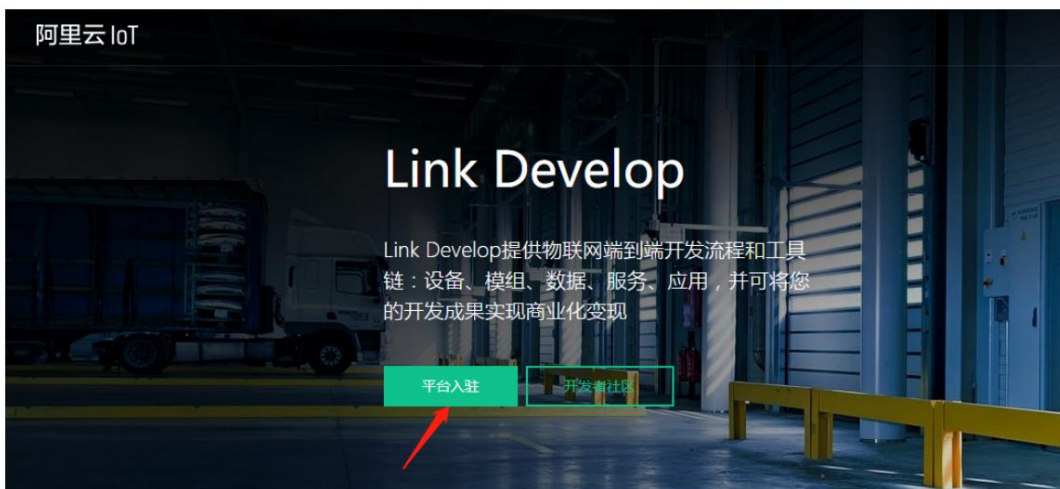 阿里云 IoT
Link Develop
Link Develop提供物联网端到端开发流程和工具
链：设备、模组、数据、服务、应用，并可将您
的开发成果实现商业化变现
平台入驻
开发者社区